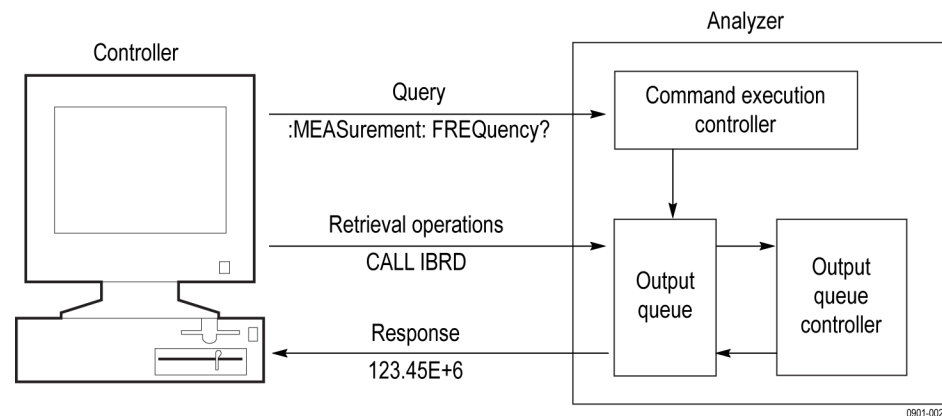 Analyzer
Controller
Query
:MEASurement: FREQuency?
Command execution
controller
Retrieval operations
CALL IBRD
Output
queue
Output
queue
controller
Response
123.45E+6
0901-002